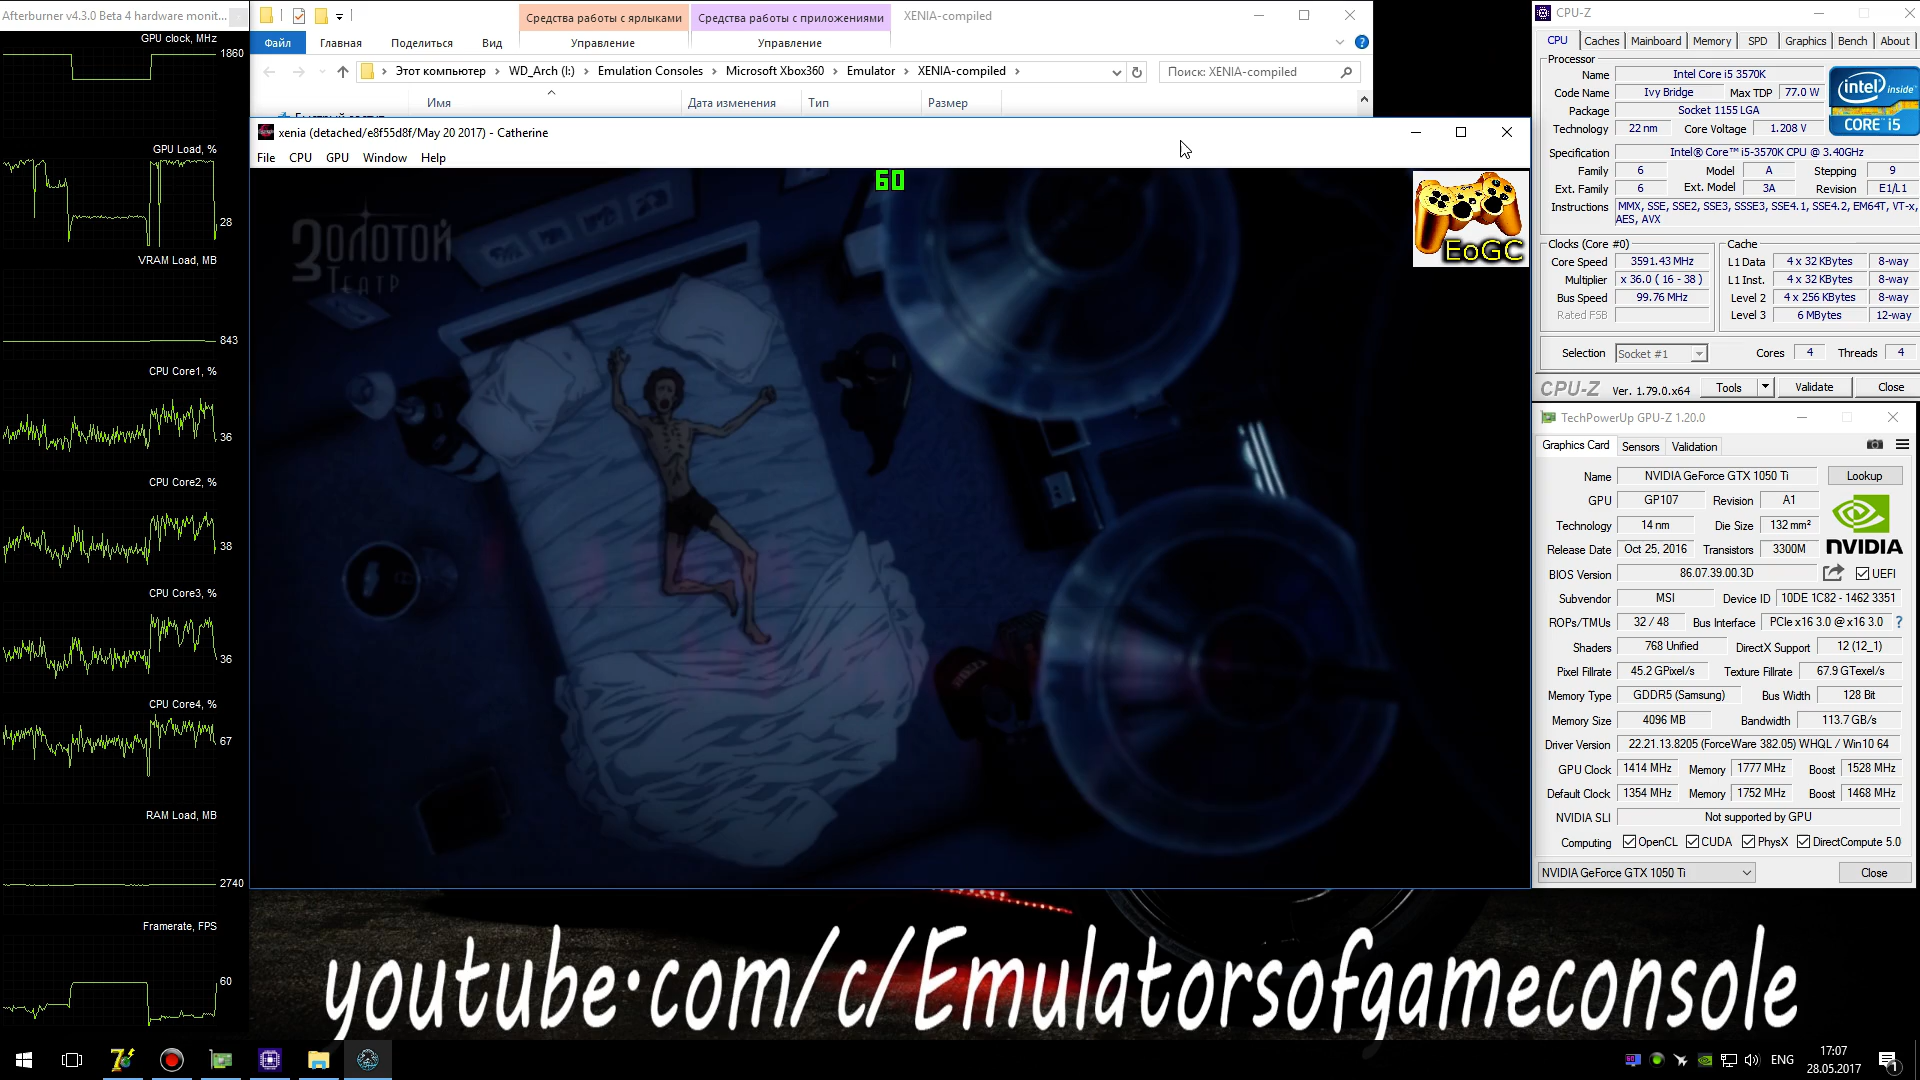 Afterburner v4.3.0 Beta 4 hardware monit...
GPU clock, MHz
1860
GPU Load, %
28
VRAM Load, MB
843
CPU Core1, %
36
CPU Core2, %
38
CPU Core3, %
36
CPU Core4, %
67
RAM Load, MB
2740
Framerate, FPS
60
Средства работы с ярлыками
Средства работы с приложениями
XENIA-compiled
Файл
Главная
Поделиться
Вид
Управление
Управление
Этот компьютер
WD_Arch (I:)
Emulation Consoles
Microsoft Xbox360
Emulator
XENIA-compiled
Поиск: XENIA-compiled
Имя
Дата изменения
Тип
Размер
xenia (detached/e8f55d8f/May 20 2017) - Catherine
File CPU GPU Window Help
60
EoGC
Золотой
Театр
youtube.com/c/Emulatorsofgameconsole
CPU-Z
CPU Caches Mainboard Memory SPD Graphics Bench About
Processor
Name Intel Core i5 3570K
Code Name Ivy Bridge Max TDP 77.0 W
Package Socket 1155 LGA
Technology 22 nm Core Voltage 1.208 V
intel inside™
CORE i5
Specification Intel® Core™ i5-3570K CPU @ 3.40GHz
Family 6 Model A Stepping 9
Ext. Family 6 Ext. Model 3A Revision E1/L1
Instructions MMX, SSE, SSE2, SSE3, SSSE3, SSE4.1, SSE4.2, EM64T, VT-x,
AES, AVX
Clocks (Core #0)
Core Speed 3591.43 MHz
Multiplier x 36.0 ( 16 - 38 )
Bus Speed 99.76 MHz
Rated FSB
Cache
L1 Data 4 x 32 KBytes 8-way
L1 Inst. 4 x 32 KBytes 8-way
Level 2 4 x 256 KBytes 8-way
Level 3 6 MBytes 12-way
Selection Socket #1 Cores 4 Threads 4
CPU-Z Ver. 1.79.0.x64 Tools Validate Close
TechPowerUp GPU-Z 1.20.0
Graphics Card Sensors Validation
Name NVIDIA GeForce GTX 1050 Ti Lookup
GPU GP107 Revision A1
Technology 14 nm Die Size 132 mm²
Release Date Oct 25, 2016 Transistors 3300M
NVIDIA
BIOS Version 86.07.39.00.3D UEFI
Subvendor MSI Device ID 10DE 1C82 - 1462 3351
ROPs/TMUs 32 / 48 Bus Interface PCIe x16 3.0 @ x16 3.0 ?
Shaders 768 Unified DirectX Support 12 (12_1)
Pixel Fillrate 45.2 GPixel/s Texture Fillrate 67.9 GTexel/s
Memory Type GDDR5 (Samsung) Bus Width 128 Bit
Memory Size 4096 MB Bandwidth 113.7 GB/s
Driver Version 22.21.13.8205 (ForceWare 382.05) WHQL / Win10 64
GPU Clock 1414 MHz Memory 1777 MHz Boost 1528 MHz
Default Clock 1354 MHz Memory 1752 MHz Boost 1468 MHz
NVIDIA SLI Not supported by GPU
Computing OpenCL CUDA PhysX DirectCompute 5.0
NVIDIA GeForce GTX 1050 Ti Close
ENG
17:07
28.05.2017
1